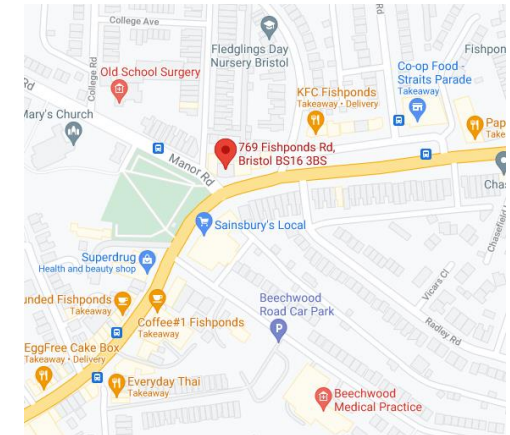 College Ave
College Rd
Fledglings Day
Nursery Bristol
Old School Surgery
Co-op Food -
Straits Parade
Takeaway
Fishpon
KFC Fishponds
Takeaway • Delivery
Rd
Mary's Church
Pap
Take
769 Fishponds Rd,
Bristol BS16 3BS
Manor Rd
Chas
Sainsbury's Local
Chasefield L
Superdrug
Health and beauty shop
Vicars Cl
unded Fishponds
Takeaway
Beechwood
Road Car Park
P
Coffee#1 Fishponds
Takeaway
Radley Rd
EggFree Cake Box
Takeaway • Delivery
Everyday Thai
Takeaway
Beechwood
Medical Practice